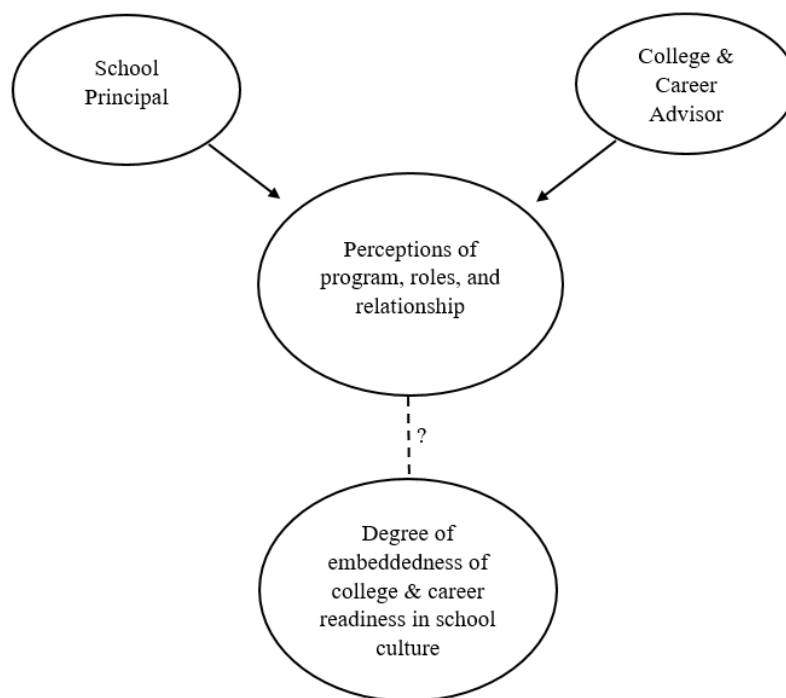 School
Principal
College &
Career
Advisor
Perceptions of
program, roles, and
relationship
?
Degree of
embeddedness of
college & career
readiness in school
culture